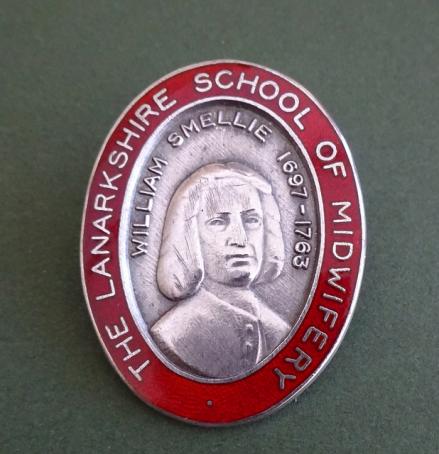 THE LANARKSHIRE SCHOOL OF MIDWIFERY
WILLIAM SMELLIE 1697-1763